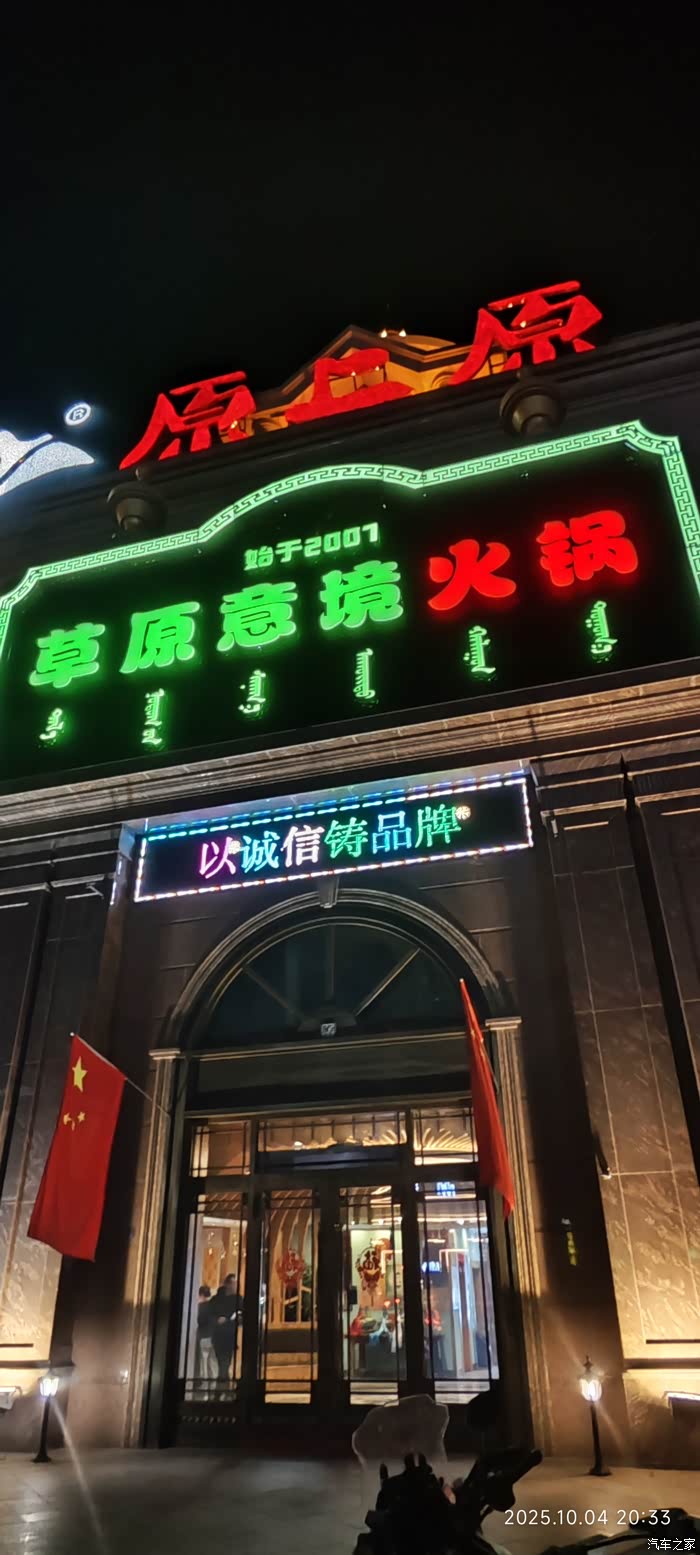 原上原
®
始于2007
草原意境火锅
以诚信铸品牌
2025.10.04 20:33
汽车之家